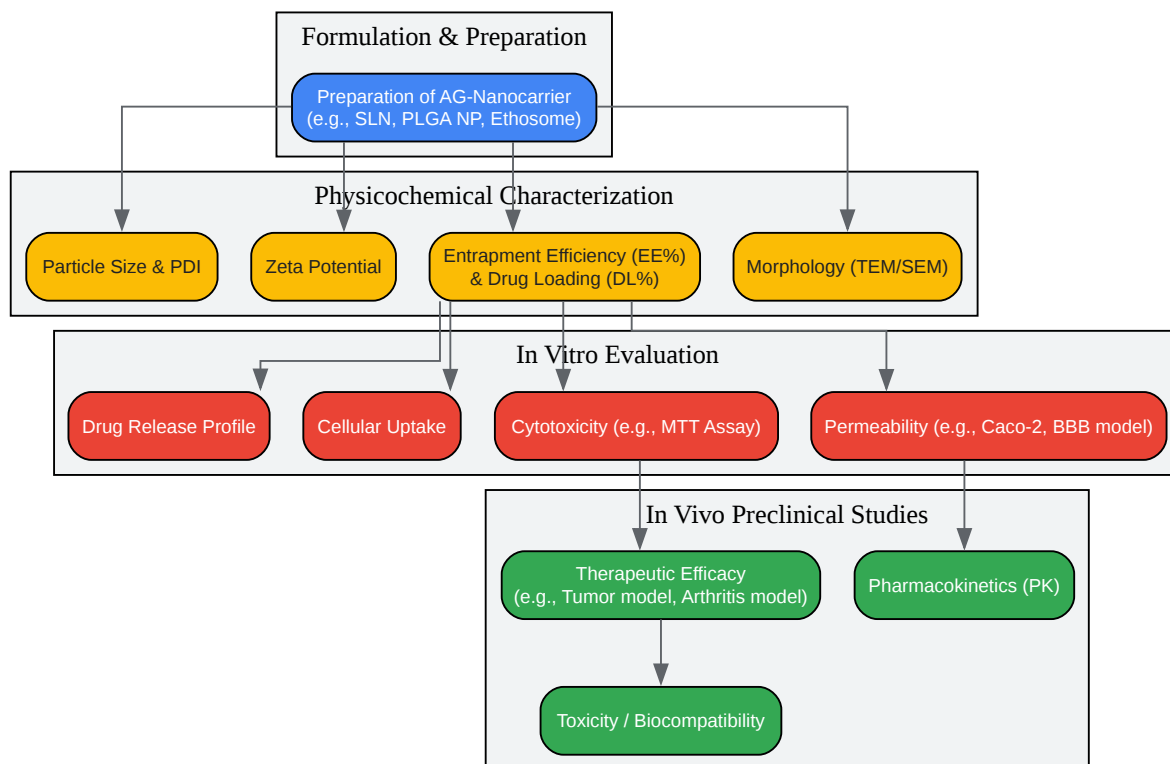 Formulation & Preparation
Preparation of AG-Nanocarrier
(e.g., SLN, PLGA NP, Ethosome)
Physicochemical Characterization
Particle Size & PDI
Zeta Potential
Entrapment Efficiency (EE%)
& Drug Loading (DL%)
Morphology (TEM/SEM)
In Vitro Evaluation
Drug Release Profile
Cellular Uptake
Cytotoxicity (e.g., MTT Assay)
Permeability (e.g., Caco-2, BBB model)
In Vivo Preclinical Studies
Therapeutic Efficacy
(e.g., Tumor model, Arthritis model)
Pharmacokinetics (PK)
Toxicity / Biocompatibility